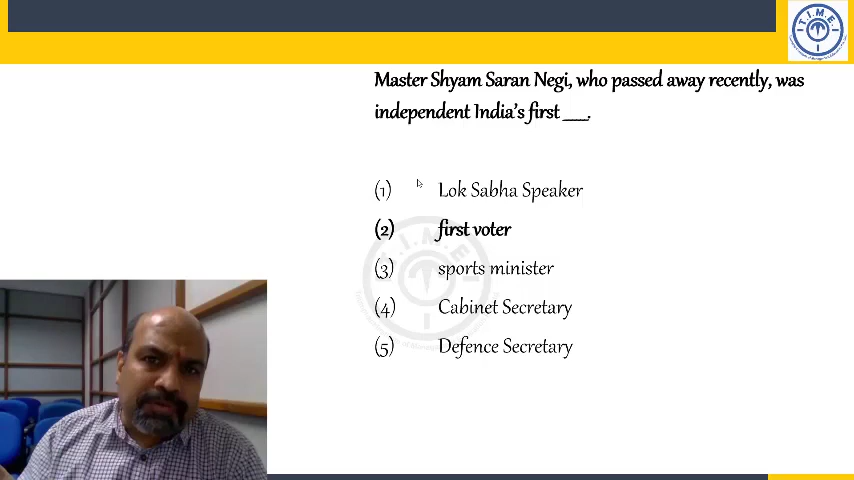 T.I.M.E.
Master Shyam Saran Negi, who passed away recently, was
independent India's first ___.
(1) Lok Sabha Speaker
(2) first voter
(3) sports minister
(4) Cabinet Secretary
(5) Defence Secretary
T.I.M.E.